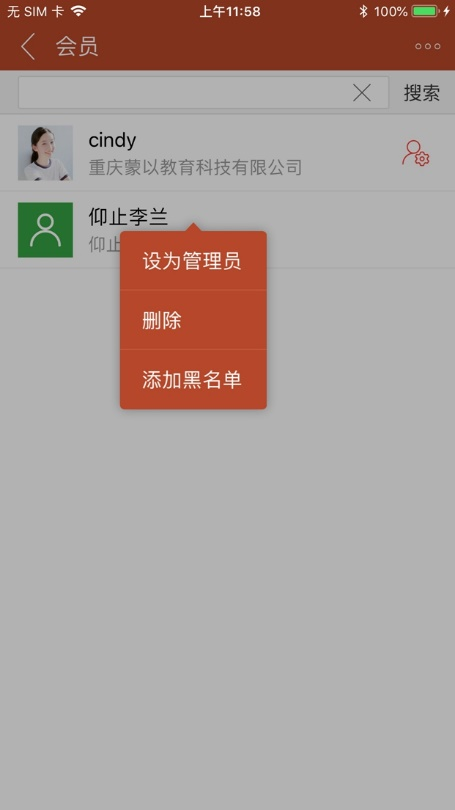 无 SIM 卡 上午11:58 100%
会员
搜索
cindy
重庆蒙以教育科技有限公司
仰止李兰
仰止
设为管理员
删除
添加黑名单